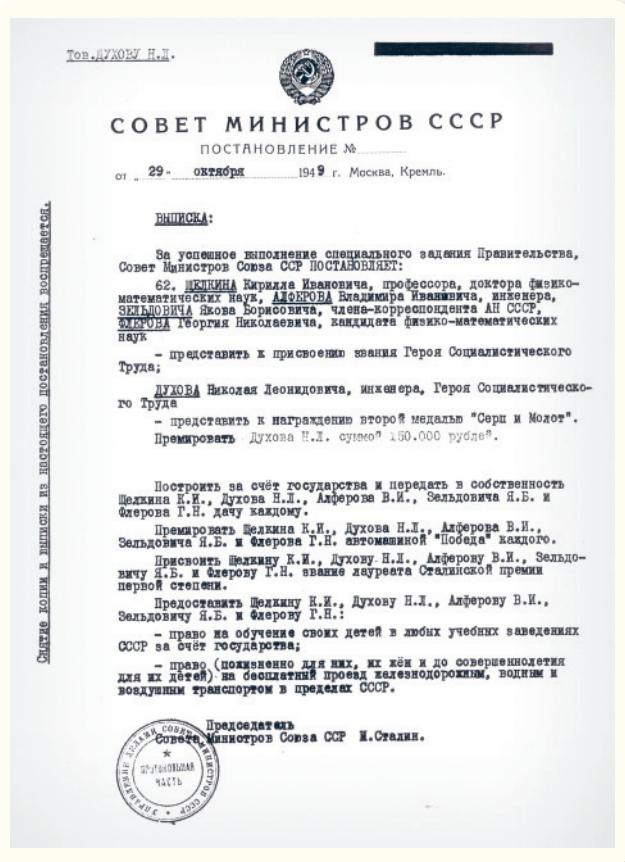 Тов.ДУХОВУ Н.Л.
СОВЕТ МИНИСТРОВ СССР
ПОСТАНОВЛЕНИЕ №
от „ 29 " октября 1949 г. Москва, Кремль.
ВЫПИСКА:
За успешное выполнение специального задания Правительства,
Совет Министров Союза ССР ПОСТАНОВЛЯЕТ:
62. ЩЕЛКИНА Кирилла Ивановича, профессора, доктора физико-
математических наук, АЛФЕРОВА Владимира Ивановича, инженера,
ЗЕЛЬДОВИЧА Якова Борисовича, члена-корреспондента АН СССР,
ФЛЕРОВА Георгия Николаевича, кандидата физико-математических
наук
- представить к присвоению звания Героя Социалистического
Труда;
ДУХОВА Николая Леонидовича, инженера, Героя Социалистическо-
го Труда
- представить к награждению второй медалью "Серп и Молот".
Премировать Духова Н.Л. суммой 150.000 рублей.
Построить за счёт государства и передать в собственность
Щелкина К.И., Духова Н.Л., Алферова В.И., Зельдовича Я.Б. и
Флерова Г.Н. дачу каждому.
Премировать Щелкина К.И., Духова Н.Л., Алферова В.И.,
Зельдовича Я.Б. и Флерова Г.Н. автомашиной "Победа" каждого.
Присвоить Щелкину К.И., Духову Н.Л., Алферову В.И., Зельдо-
вичу Я.Б. и Флерову Г.Н. звание лауреата Сталинской премии
первой степени.
Предоставить Щелкину К.И., Духову Н.Л., Алферову В.И.,
Зельдовичу Я.Б. и Флерову Г.Н.:
- право на обучение своих детей в любых учебных заведениях
СССР за счёт государства;
- право (пожизненно для них, их жён и до совершеннолетия
для их детей) на бесплатный проезд железнодорожным, водным и
воздушным транспортом в пределах СССР.
Председатель
Совета Министров Союза ССР И.Сталин.
УПРАВЛЕНИЕ ДЕЛАМИ СОВЕТА МИНИСТРОВ СССР
ПРОТОКОЛЬНАЯ
ЧАСТЬ
Снятие копии и выписки из настоящего постановления воспрещается.